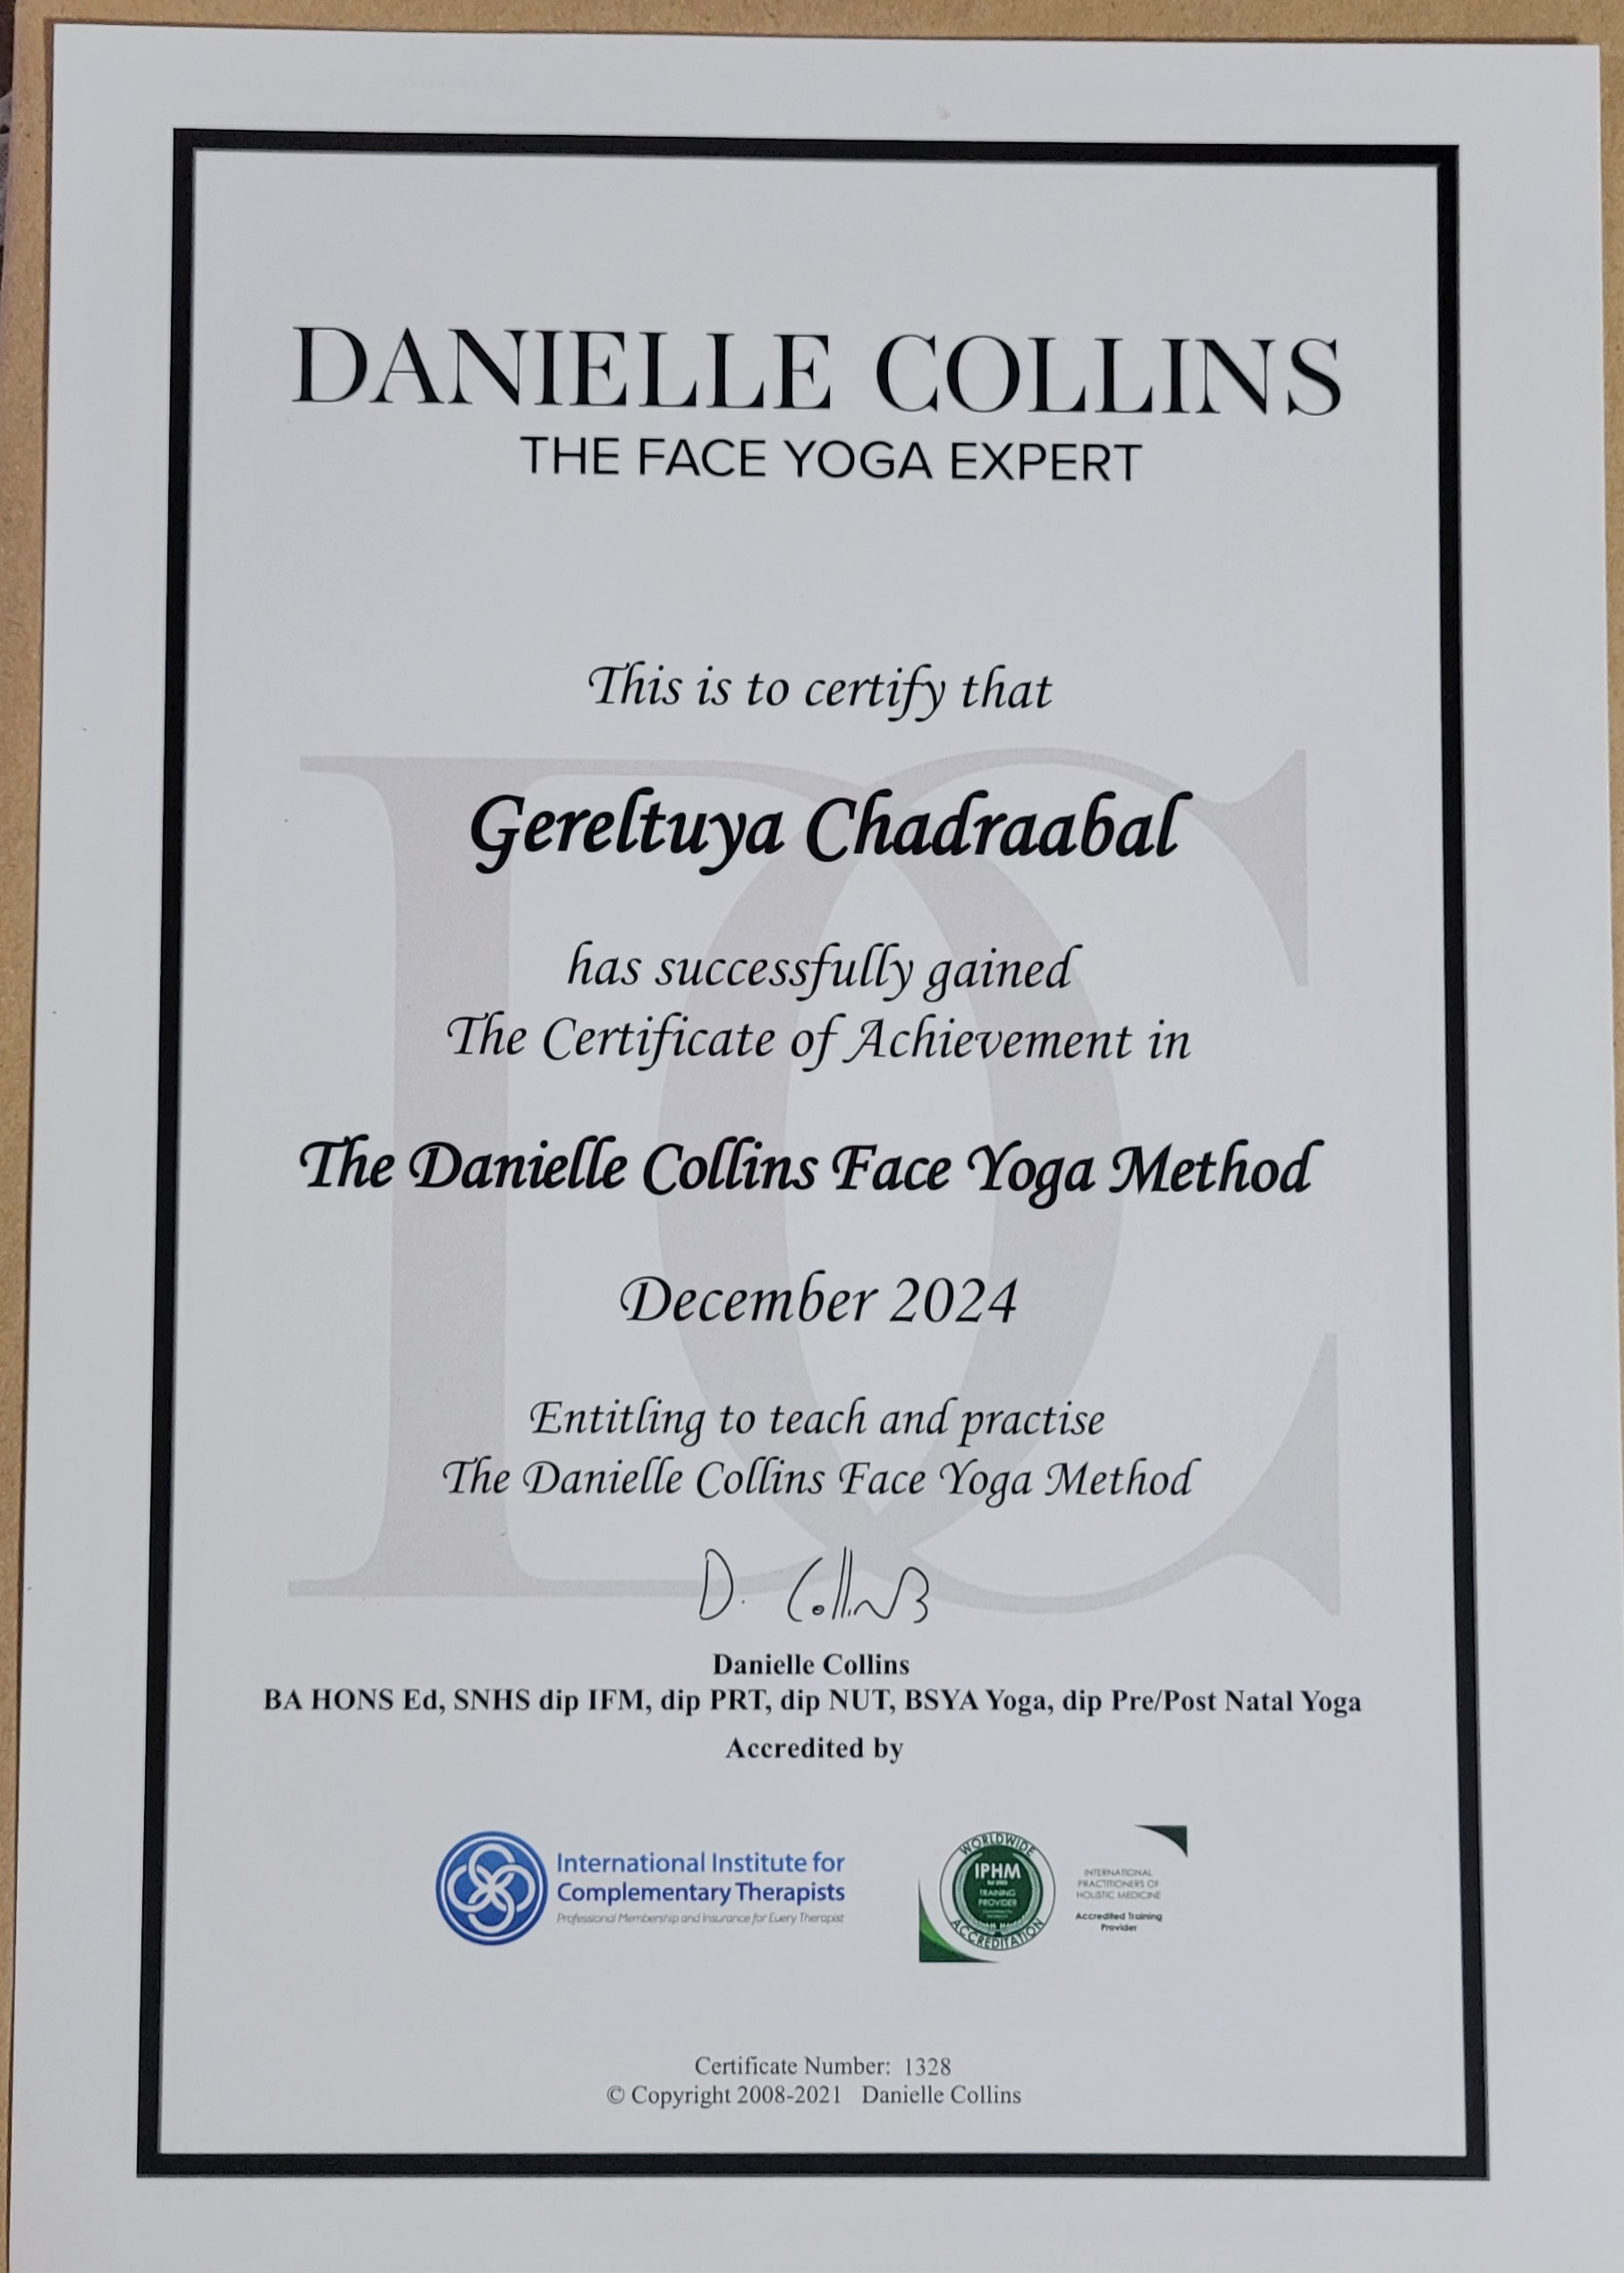 DANIELLE COLLINS
THE FACE YOGA EXPERT
This is to certify that
Gereltuya Chadraabal
has successfully gained
The Certificate of Achievement in
The Danielle Collins Face Yoga Method
December 2024
Entitling to teach and practise
The Danielle Collins Face Yoga Method
D. Collins
Danielle Collins
BA HONS Ed, SNHS dip IFM, dip PRT, dip NUT, BSYA Yoga, dip Pre/Post Natal Yoga
Accredited by
International Institute for
Complementary Therapists
Professional Membership and Insurance for Every Therapist
WORLDWIDE
IPHM
TRAINING
PROVIDER
ACCREDITATION
INTERNATIONAL
PRACTITIONERS OF
HOLISTIC MEDICINE
Accredited Training
Provider
Certificate Number: 1328
© Copyright 2008-2021 Danielle Collins